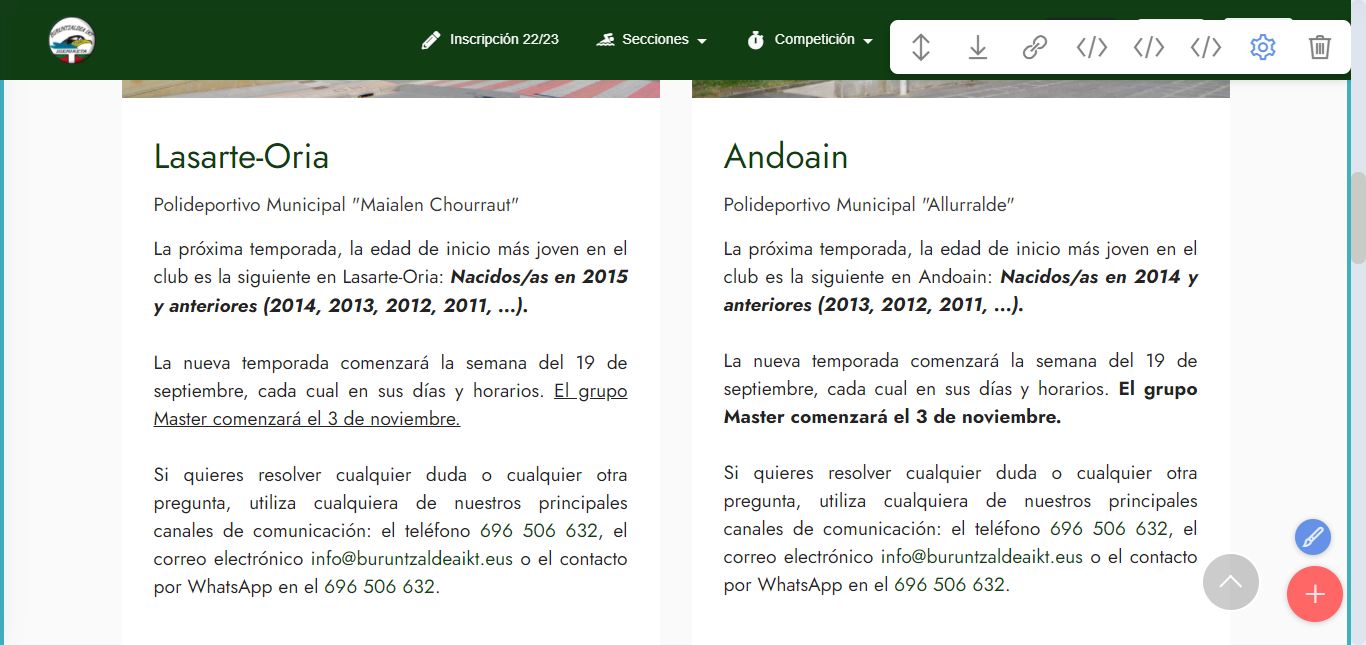 Inscripción 22/23
Secciones
Competición
Lasarte-Oria
Polideportivo Municipal "Maialen Chourraut"
La próxima temporada, la edad de inicio más joven en el
club es la siguiente en Lasarte-Oria: Nacidos/as en 2015
y anteriores (2014, 2013, 2012, 2011, ...).
La nueva temporada comenzará la semana del 19 de
septiembre, cada cual en sus días y horarios. El grupo
Master comenzará el 3 de noviembre.
Si quieres resolver cualquier duda o cualquier otra
pregunta, utiliza cualquiera de nuestros principales
canales de comunicación: el teléfono 696 506 632, el
correo electrónico info@buruntzaldeaikt.eus o el contacto
por WhatsApp en el 696 506 632.
Andoain
Polideportivo Municipal "Allurralde"
La próxima temporada, la edad de inicio más joven en el
club es la siguiente en Andoain: Nacidos/as en 2014 y
anteriores (2013, 2012, 2011, ...).
La nueva temporada comenzará la semana del 19 de
septiembre, cada cual en sus días y horarios. El grupo
Master comenzará el 3 de noviembre.
Si quieres resolver cualquier duda o cualquier otra
pregunta, utiliza cualquiera de nuestros principales
canales de comunicación: el teléfono 696 506 632, el
correo electrónico info@buruntzaldeaikt.eus o el contacto
por WhatsApp en el 696 506 632.